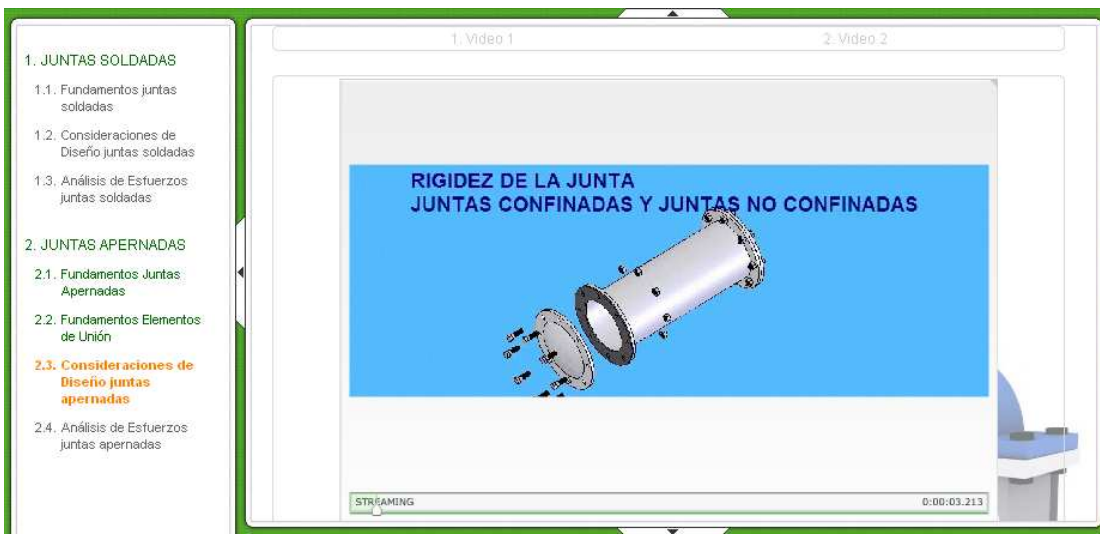 1. JUNTAS SOLDADAS
1.1. Fundamentos juntas
soldadas
1.2. Consideraciones de
Diseño juntas soldadas
1.3. Análisis de Esfuerzos
juntas soldadas
2. JUNTAS APERNADAS
2.1. Fundamentos Juntas
Apernadas
2.2. Fundamentos Elementos
de Unión
2.3. Consideraciones de
Diseño juntas
apernadas
2.4. Análisis de Esfuerzos
juntas apernadas
1. Video 1
2. Video 2
RIGIDEZ DE LA JUNTA
JUNTAS CONFINADAS Y JUNTAS NO CONFINADAS
STREAMING
0:00:03.213